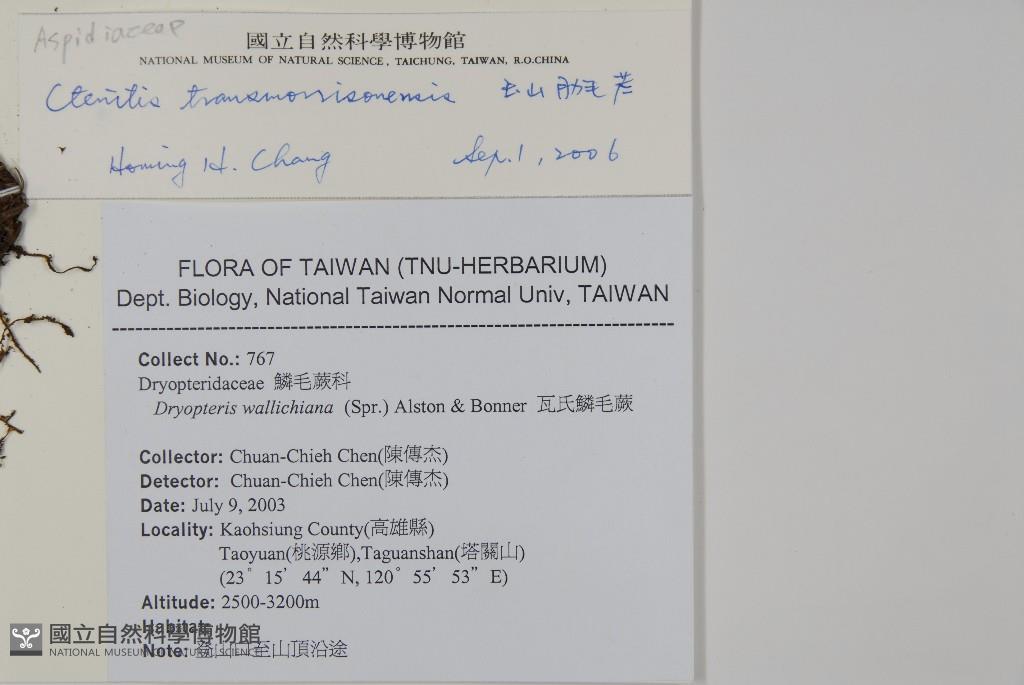 Aspidiaceae
國立自然科學博物館
NATIONAL MUSEUM OF NATURAL SCIENCE, TAICHUNG, TAIWAN, R.O.CHINA
Ctenitis transmorrisonensis 玉山肋毛蕨
Homing H. Chang Sep. 1, 2006
FLORA OF TAIWAN (TNU-HERBARIUM)
Dept. Biology, National Taiwan Normal Univ, TAIWAN
Collect No.: 767
Dryopteridaceae 鱗毛蕨科
Dryopteris wallichiana (Spr.) Alston & Bonner 瓦氏鱗毛蕨
Collector: Chuan-Chieh Chen(陳傳杰)
Detector: Chuan-Chieh Chen(陳傳杰)
Date: July 9, 2003
Locality: Kaohsiung County(高雄縣)
Taoyuan(桃源鄉),Taguanshan(塔關山)
(23° 15' 44" N, 120° 55' 53" E)
Altitude: 2500-3200m
Habitat:
國立自然科學博物館
NATIONAL MUSEUM OF NATURAL SCIENCE
Note: 登山口至山頂沿途